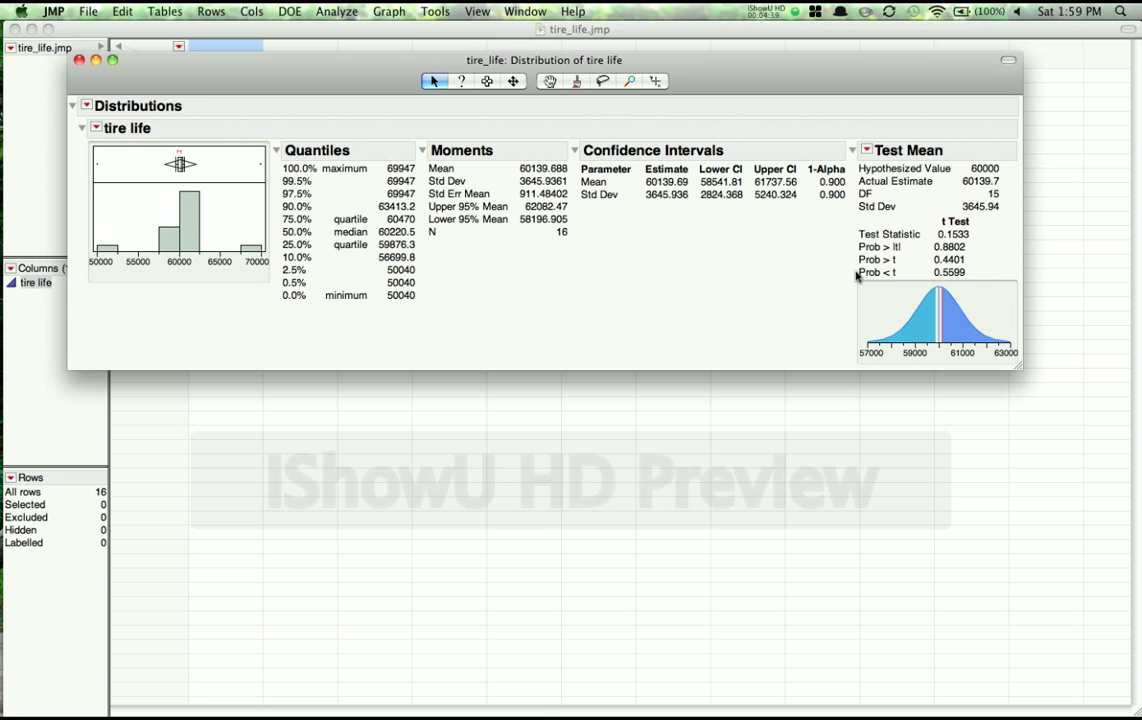 JMP File Edit Tables Rows Cols DOE Analyze Graph Tools View Window Help iShowU HD 00:04:39 (100%) Sat 1:59 PM
tire_life.jmp
tire_life.jmp
tire_life: Distribution of tire life
Distributions
tire life
Quantiles
100.0% maximum 69947
99.5% 69947
97.5% 69947
90.0% 63413.2
75.0% quartile 60470
50.0% median 60220.5
25.0% quartile 59876.3
10.0% 56699.8
2.5% 50040
0.5% 50040
0.0% minimum 50040
50000 55000 60000 65000 70000
Moments
Mean 60139.688
Std Dev 3645.9361
Std Err Mean 911.48402
Upper 95% Mean 62082.47
Lower 95% Mean 58196.905
N 16
Confidence Intervals
Parameter Estimate Lower CI Upper CI 1-Alpha
Mean 60139.69 58541.81 61737.56 0.900
Std Dev 3645.936 2824.368 5240.324 0.900
Test Mean
Hypothesized Value 60000
Actual Estimate 60139.7
DF 15
Std Dev 3645.94
t Test
Test Statistic 0.1533
Prob > |t| 0.8802
Prob > t 0.4401
Prob < t 0.5599
57000 59000 61000 63000
Columns (
tire life
iShowU HD Preview
Rows
All rows 16
Selected 0
Excluded 0
Hidden 0
Labelled 0